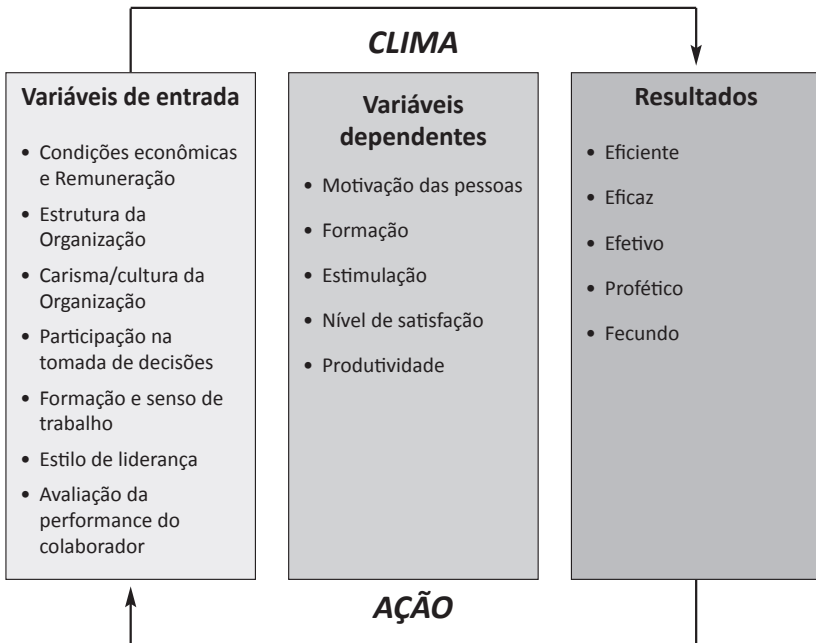 CLIMA
Variáveis de entrada
• Condições econômicas
e Remuneração
• Estrutura da
Organização
• Carisma/cultura da
Organização
• Participação na
tomada de decisões
• Formação e senso de
trabalho
• Estilo de liderança
• Avaliação da
performance do
colaborador
Variáveis
dependentes
• Motivação das pessoas
• Formação
• Estimulação
• Nível de satisfação
• Produtividade
Resultados
• Eficiente
• Eficaz
• Efetivo
• Profético
• Fecundo
AÇÃO